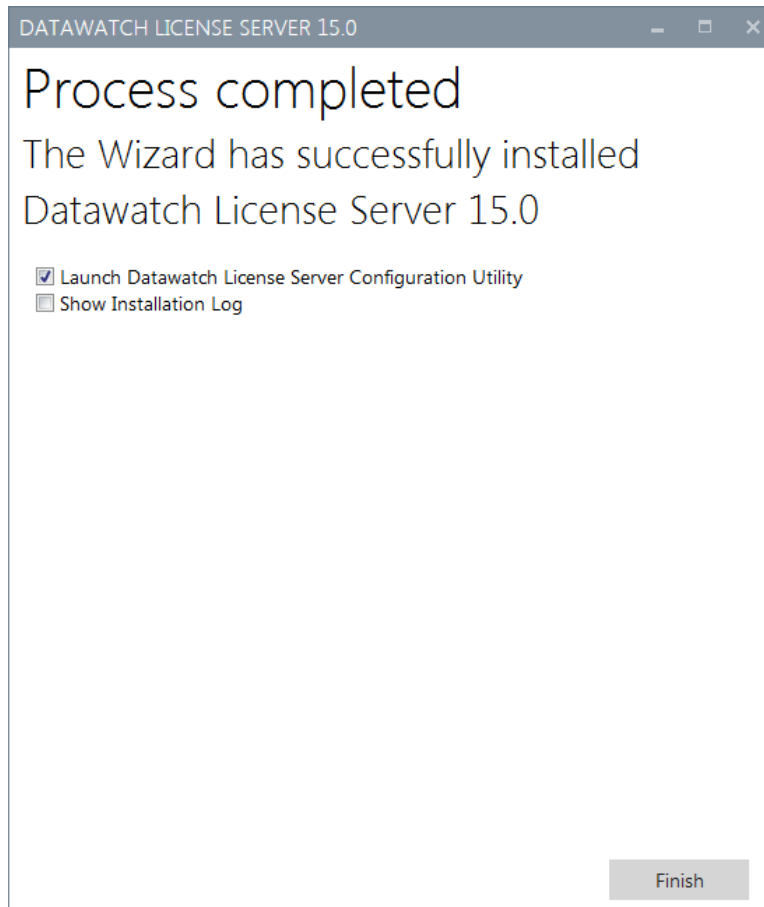 DATAWATCH LICENSE SERVER 15.0
Process completed
The Wizard has successfully installed
Datawatch License Server 15.0
Launch Datawatch License Server Configuration Utility
Show Installation Log
Finish